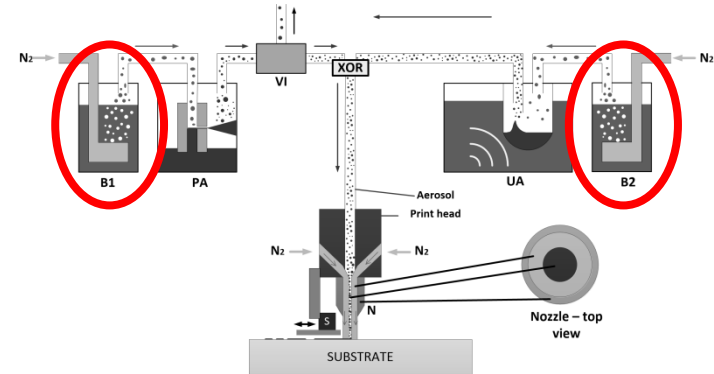 N₂
VI
XOR
N₂
B1
PA
UA
B2
Aerosol
Print head
N₂
N₂
N
S
Nozzle – top
view
SUBSTRATE